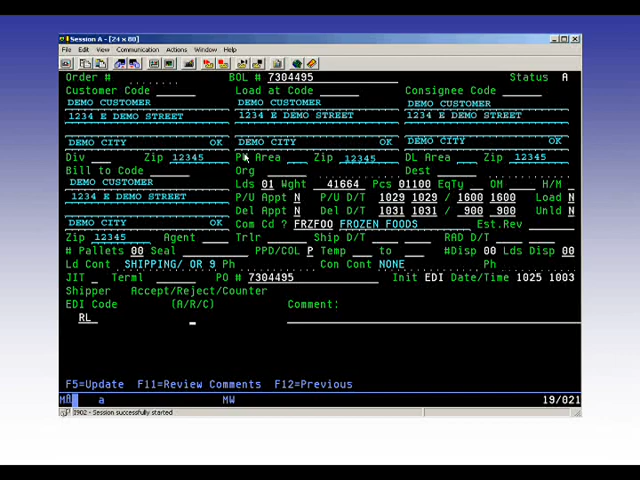 Session A - [24 x 80]
File Edit View Communication Actions Window Help
Order # BOL # 7304495 Status A
Customer Code Load at Code Consignee Code
DEMO CUSTOMER DEMO CUSTOMER DEMO CUSTOMER
1234 E DEMO STREET 1234 E DEMO STREET 1234 E DEMO STREET
DEMO CITY OK DEMO CITY OK DEMO CITY OK
Div Zip 12345 PU Area Zip 12345 DL Area Zip 12345
Bill to Code Org Dest
DEMO CUSTOMER Lds 01 Wght 41664 Pcs 01100 EqTy OM H/M
1234 E DEMO STREET P/U Appt N P/U D/T 1029 1029 / 1600 1600 Load N
Del Appt N Del D/T 1031 1031 / 900 900 Unld N
DEMO CITY OK Com Cd ? FRZFOO FROZEN FOODS Est.Rev
Zip 12345 Agent Trlr Ship D/T RAD D/T
# Pallets 00 Seal PPD/COL P Temp to #Disp 00 Lds Disp 00
Ld Cont SHIPPING/ OR 9 Ph Con Cont NONE Ph
JIT Terml PO # 7304495 Init EDI Date/Time 1025 1003
Shipper Accept/Reject/Counter
EDI Code (A/R/C) Comment:
RL
F5=Update F11=Review Comments F12=Previous
a MW 19/021
I902 - Session successfully started